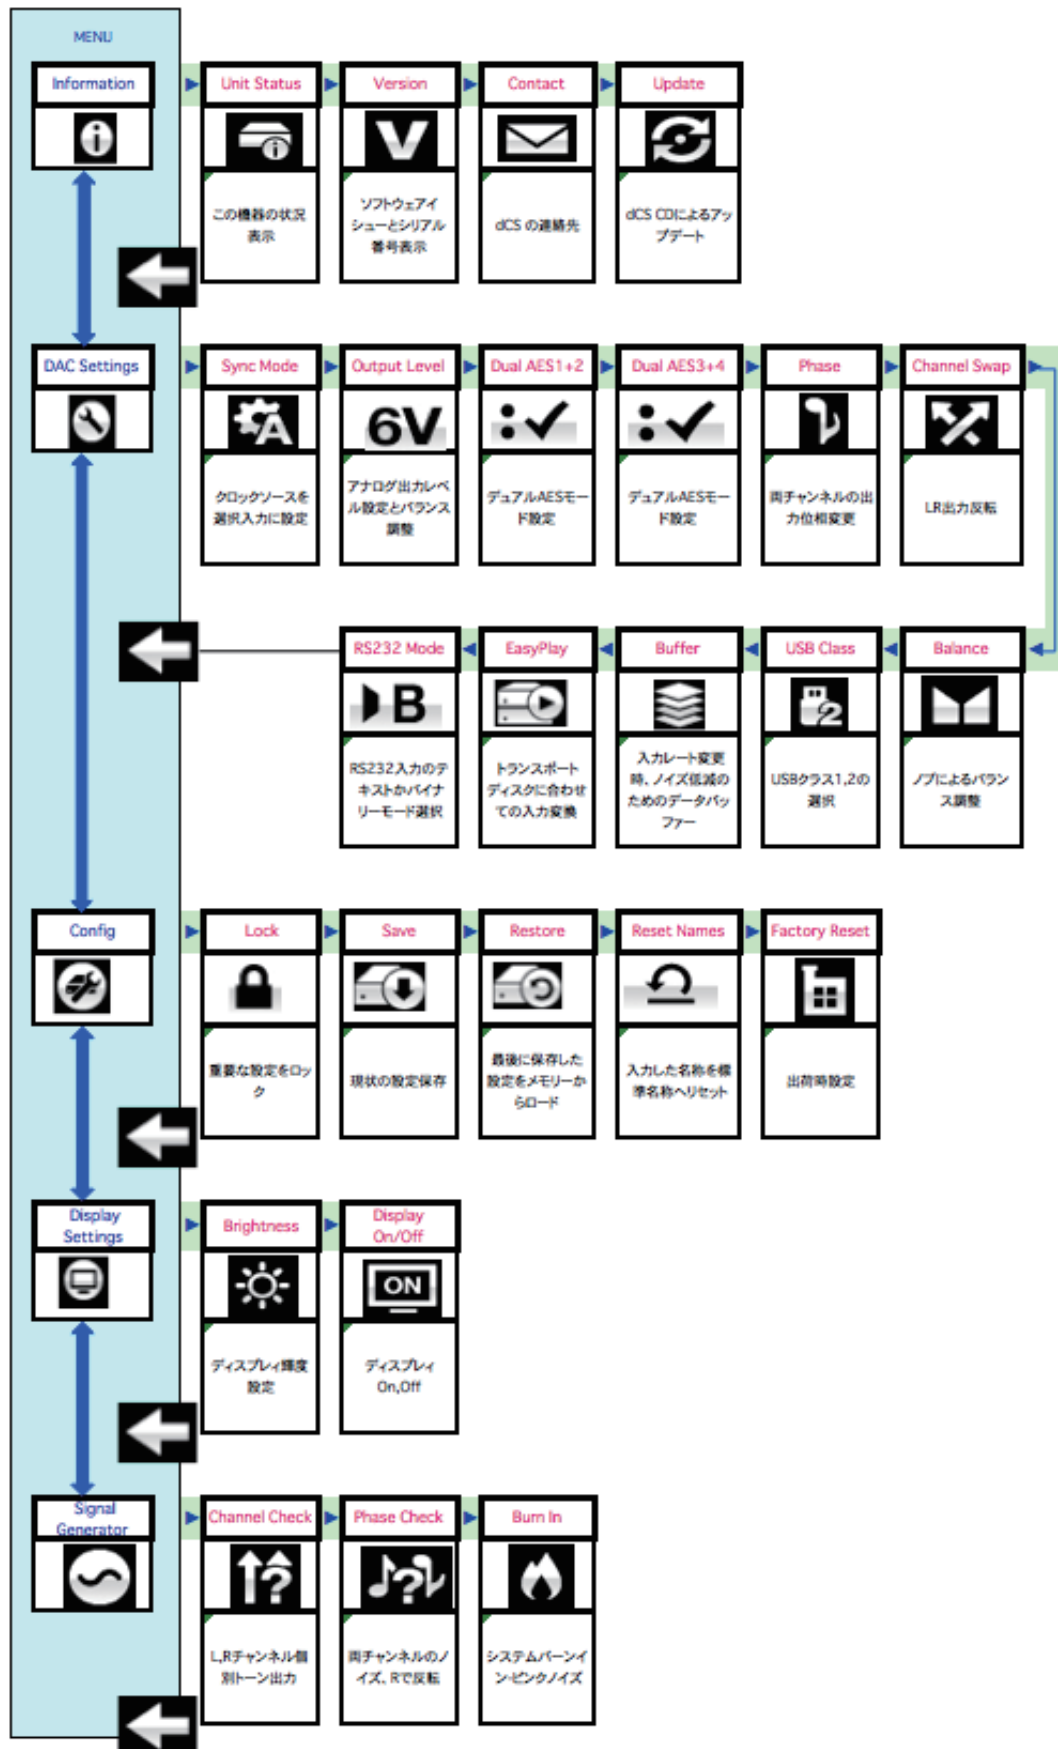 MENU
Information
Unit Status
Version
Contact
Update
V
この機器の状況
表示
ソフトウェアイ
シューとシリアル
番号表示
dCS の連絡先
dCS CDによるアッ
プデート
DAC Settings
Sync Mode
Output Level
Dual AES1+2
Dual AES3+4
Phase
Channel Swap
A
6V
クロックソースを
選択入力に設定
アナログ出力レベ
ル設定とバランス
調整
デュアルAESモー
ド設定
デュアルAESモー
ド設定
両チャンネルの出
力位相変更
LR出力反転
RS232 Mode
EasyPlay
Buffer
USB Class
Balance
B
2
RS232入力のテ
キストかバイナ
リーモード選択
トランスポート
ディスクに合わせ
ての入力変換
入力レート変更
時、ノイズ低減の
ためのデータバッ
ファー
USBクラス1,2の
選択
ノブによるバラン
ス調整
Config
Lock
Save
Restore
Reset Names
Factory Reset
重要な設定をロッ
ク
現状の設定保存
最後に保存した
設定をメモリーか
らロード
入力した名称を標
準名称へリセット
出荷時設定
Display
Settings
Brightness
Display
On/Off
ON
ディスプレィ輝度
設定
ディスプレィ
On,Off
Signal
Generator
Channel Check
Phase Check
Burn In
?
?
L,Rチャンネル個
別トーン出力
両チャンネルのノ
イズ、Rで反転
システムバーンイ
ン-ピンクノイズ